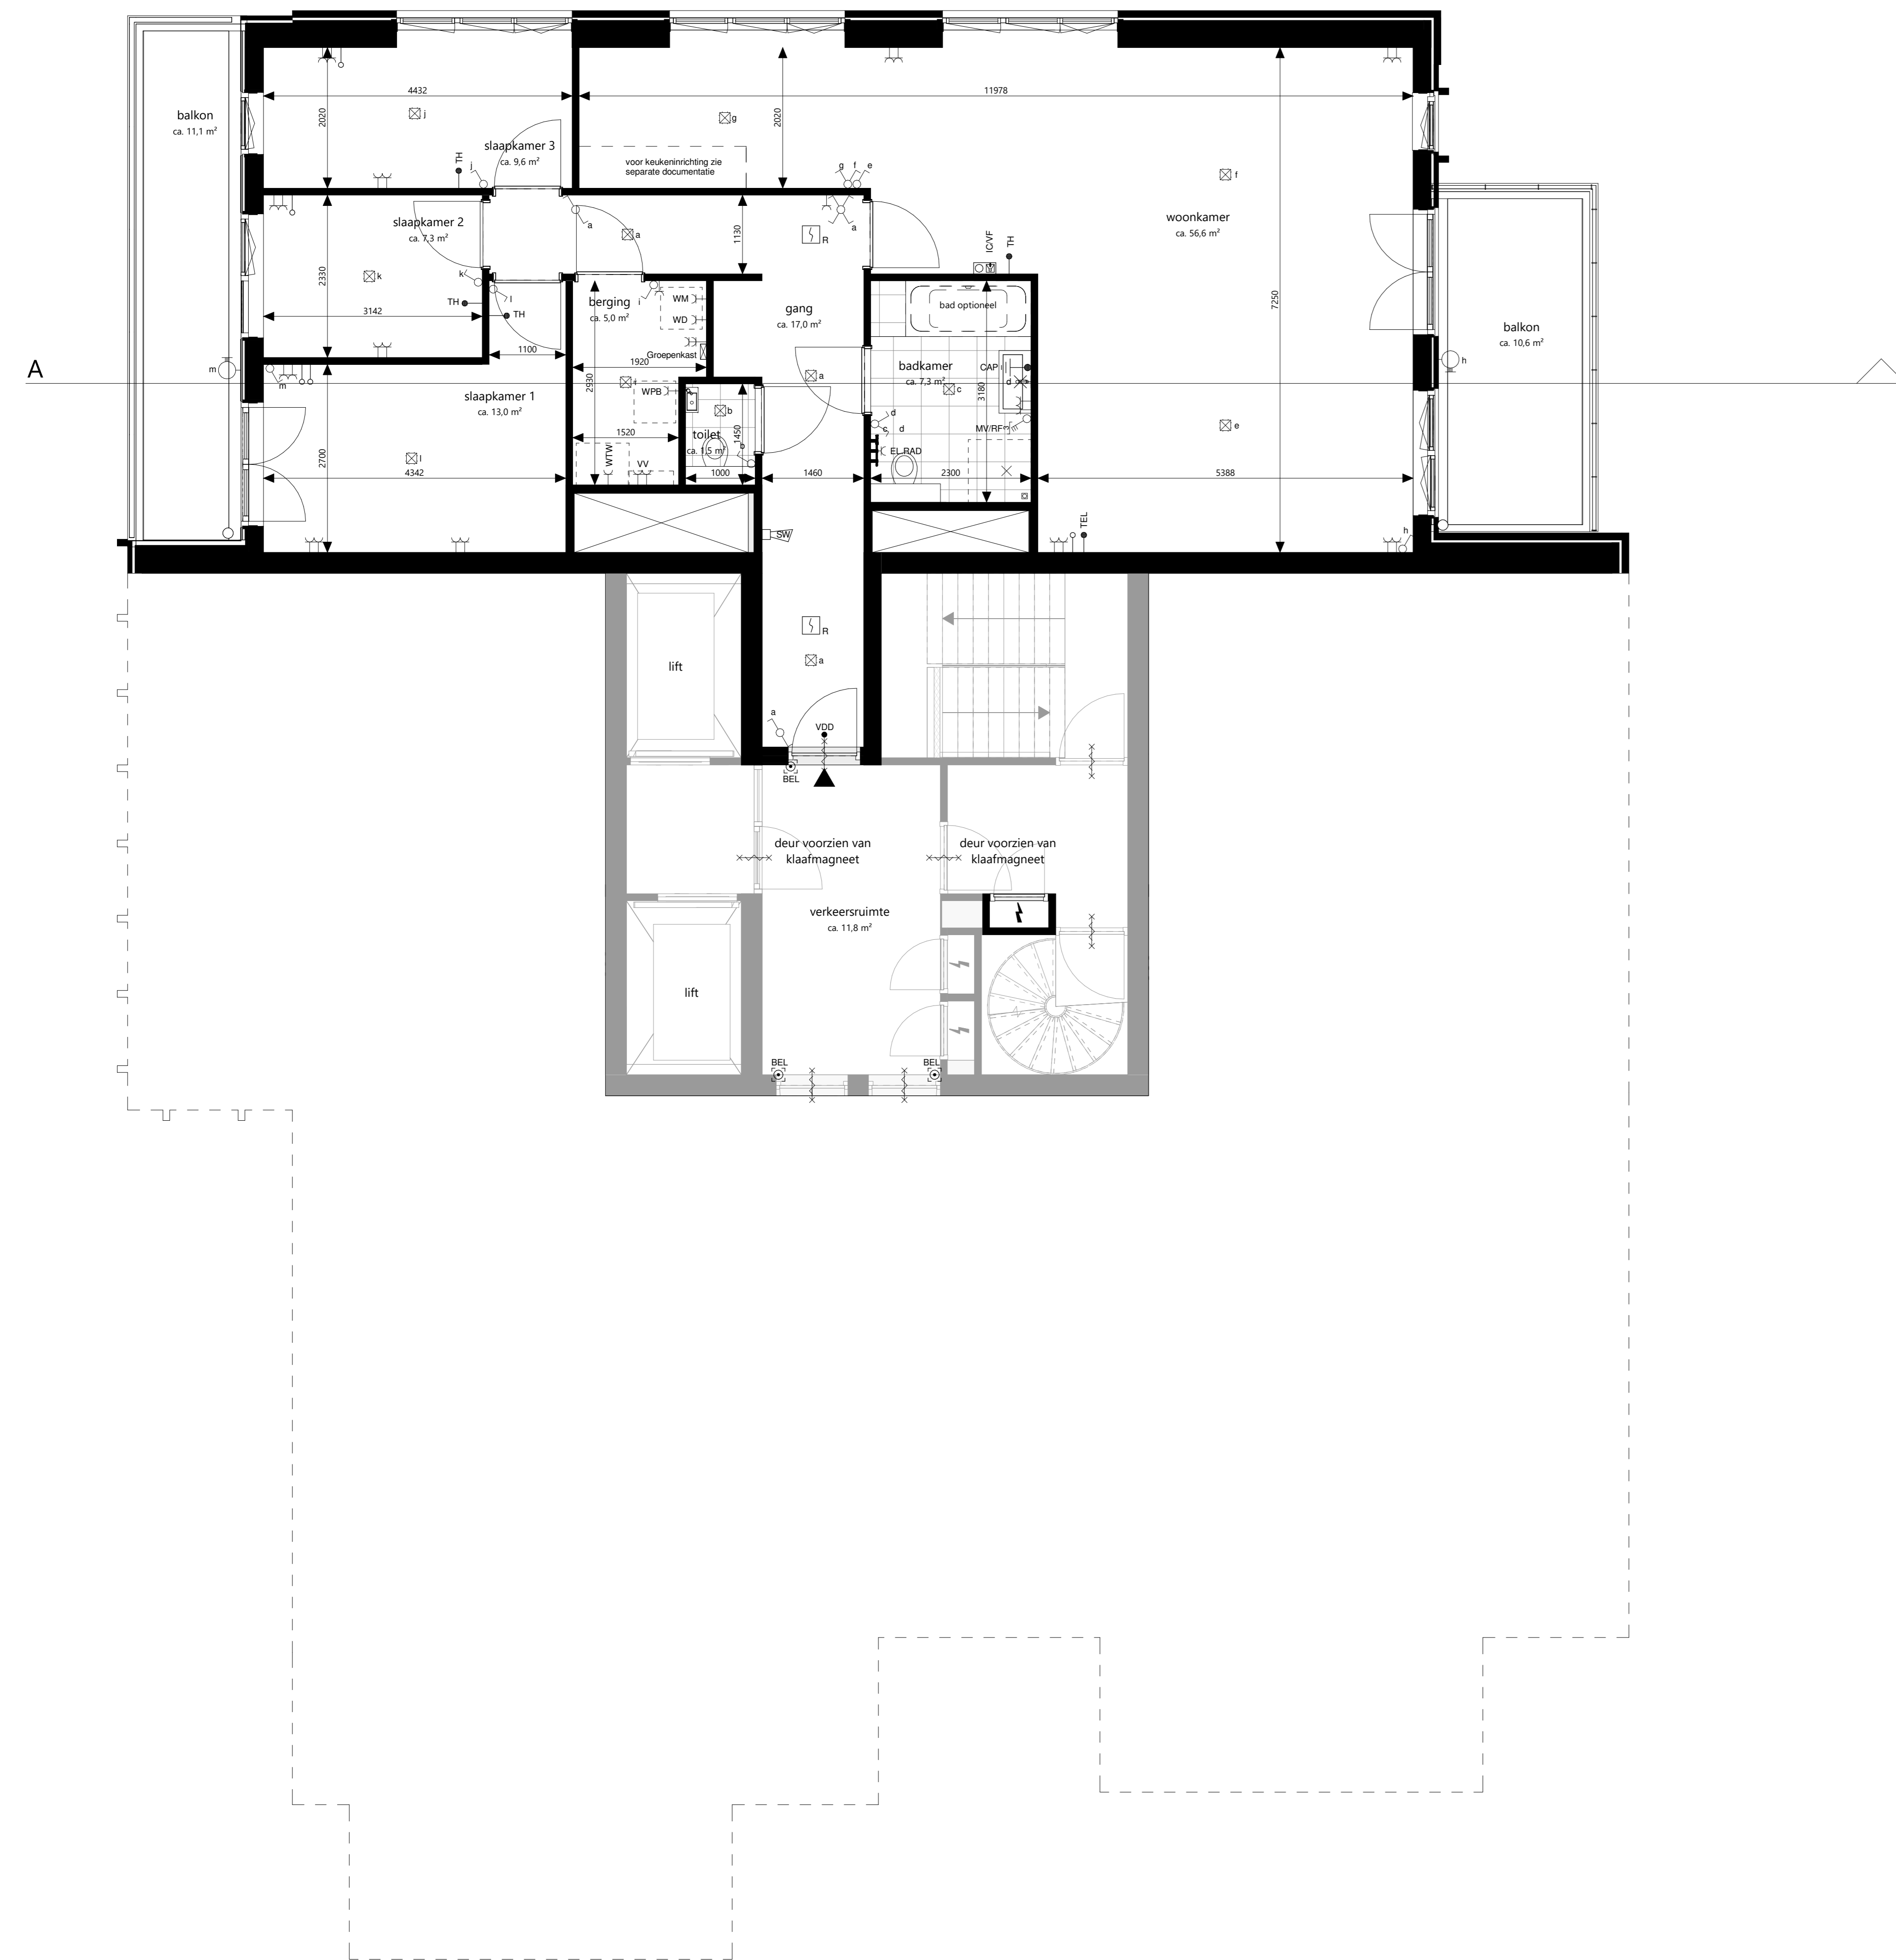 balkon
ca. 11,1 m²
4432
2020
j
slaapkamer 3
ca. 9,6 m²
TH
j
11978
2020
g
voor keukeninrichting zie
separate documentatie
g f e
f
woonkamer
ca. 56,6 m²
7250
slaapkamer 2
ca. 7,3 m²
2330
k
k
3142
TH
TH
l
1100
a
a
1130
R
a
IC/VF
TH
berging
ca. 5,0 m²
i
WM
WD
Groepenkast
1920
2930
i
WPB
1520
WTW
VV
gang
ca. 17,0 m²
a
bad optioneel
badkamer
ca. 7,3 m²
c
3180
CAP
d
d
c d
MV/RF
EL.RAD
2300
balkon
ca. 10,6 m²
h
A
m
m
slaapkamer 1
ca. 13,0 m²
2700
l
4342
b
toilet
ca. 1,5 m²
b
1450
1000
1460
e
5388
SW
TEL
h
R
a
a
VDD
BEL
lift
deur voorzien van
klaafmagneet
deur voorzien van
klaafmagneet
verkeersruimte
ca. 11,8 m²
lift
BEL
BEL